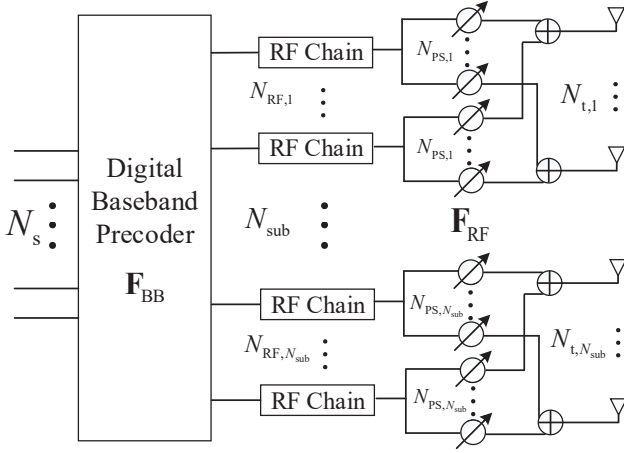 RF Chain
N_PS,1
N_RF,1
N_t,1
RF Chain
N_PS,1
Digital
Baseband
Precoder
F_BB
N_s
N_sub
F_RF
RF Chain
N_PS,N_sub
N_RF,N_sub
N_t,N_sub
RF Chain
N_PS,N_sub